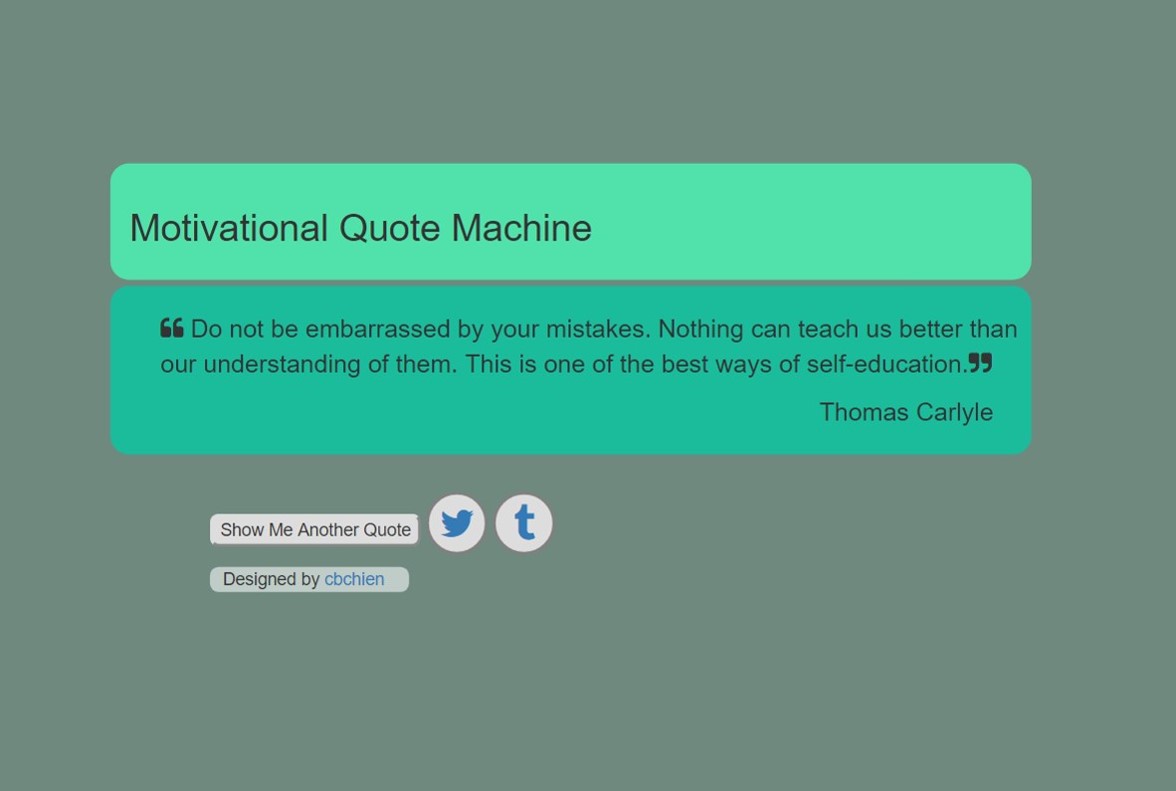 Motivational Quote Machine
❝ Do not be embarrassed by your mistakes. Nothing can teach us better than
our understanding of them. This is one of the best ways of self-education.❞
Thomas Carlyle
Show Me Another Quote
t
Designed by cbchien